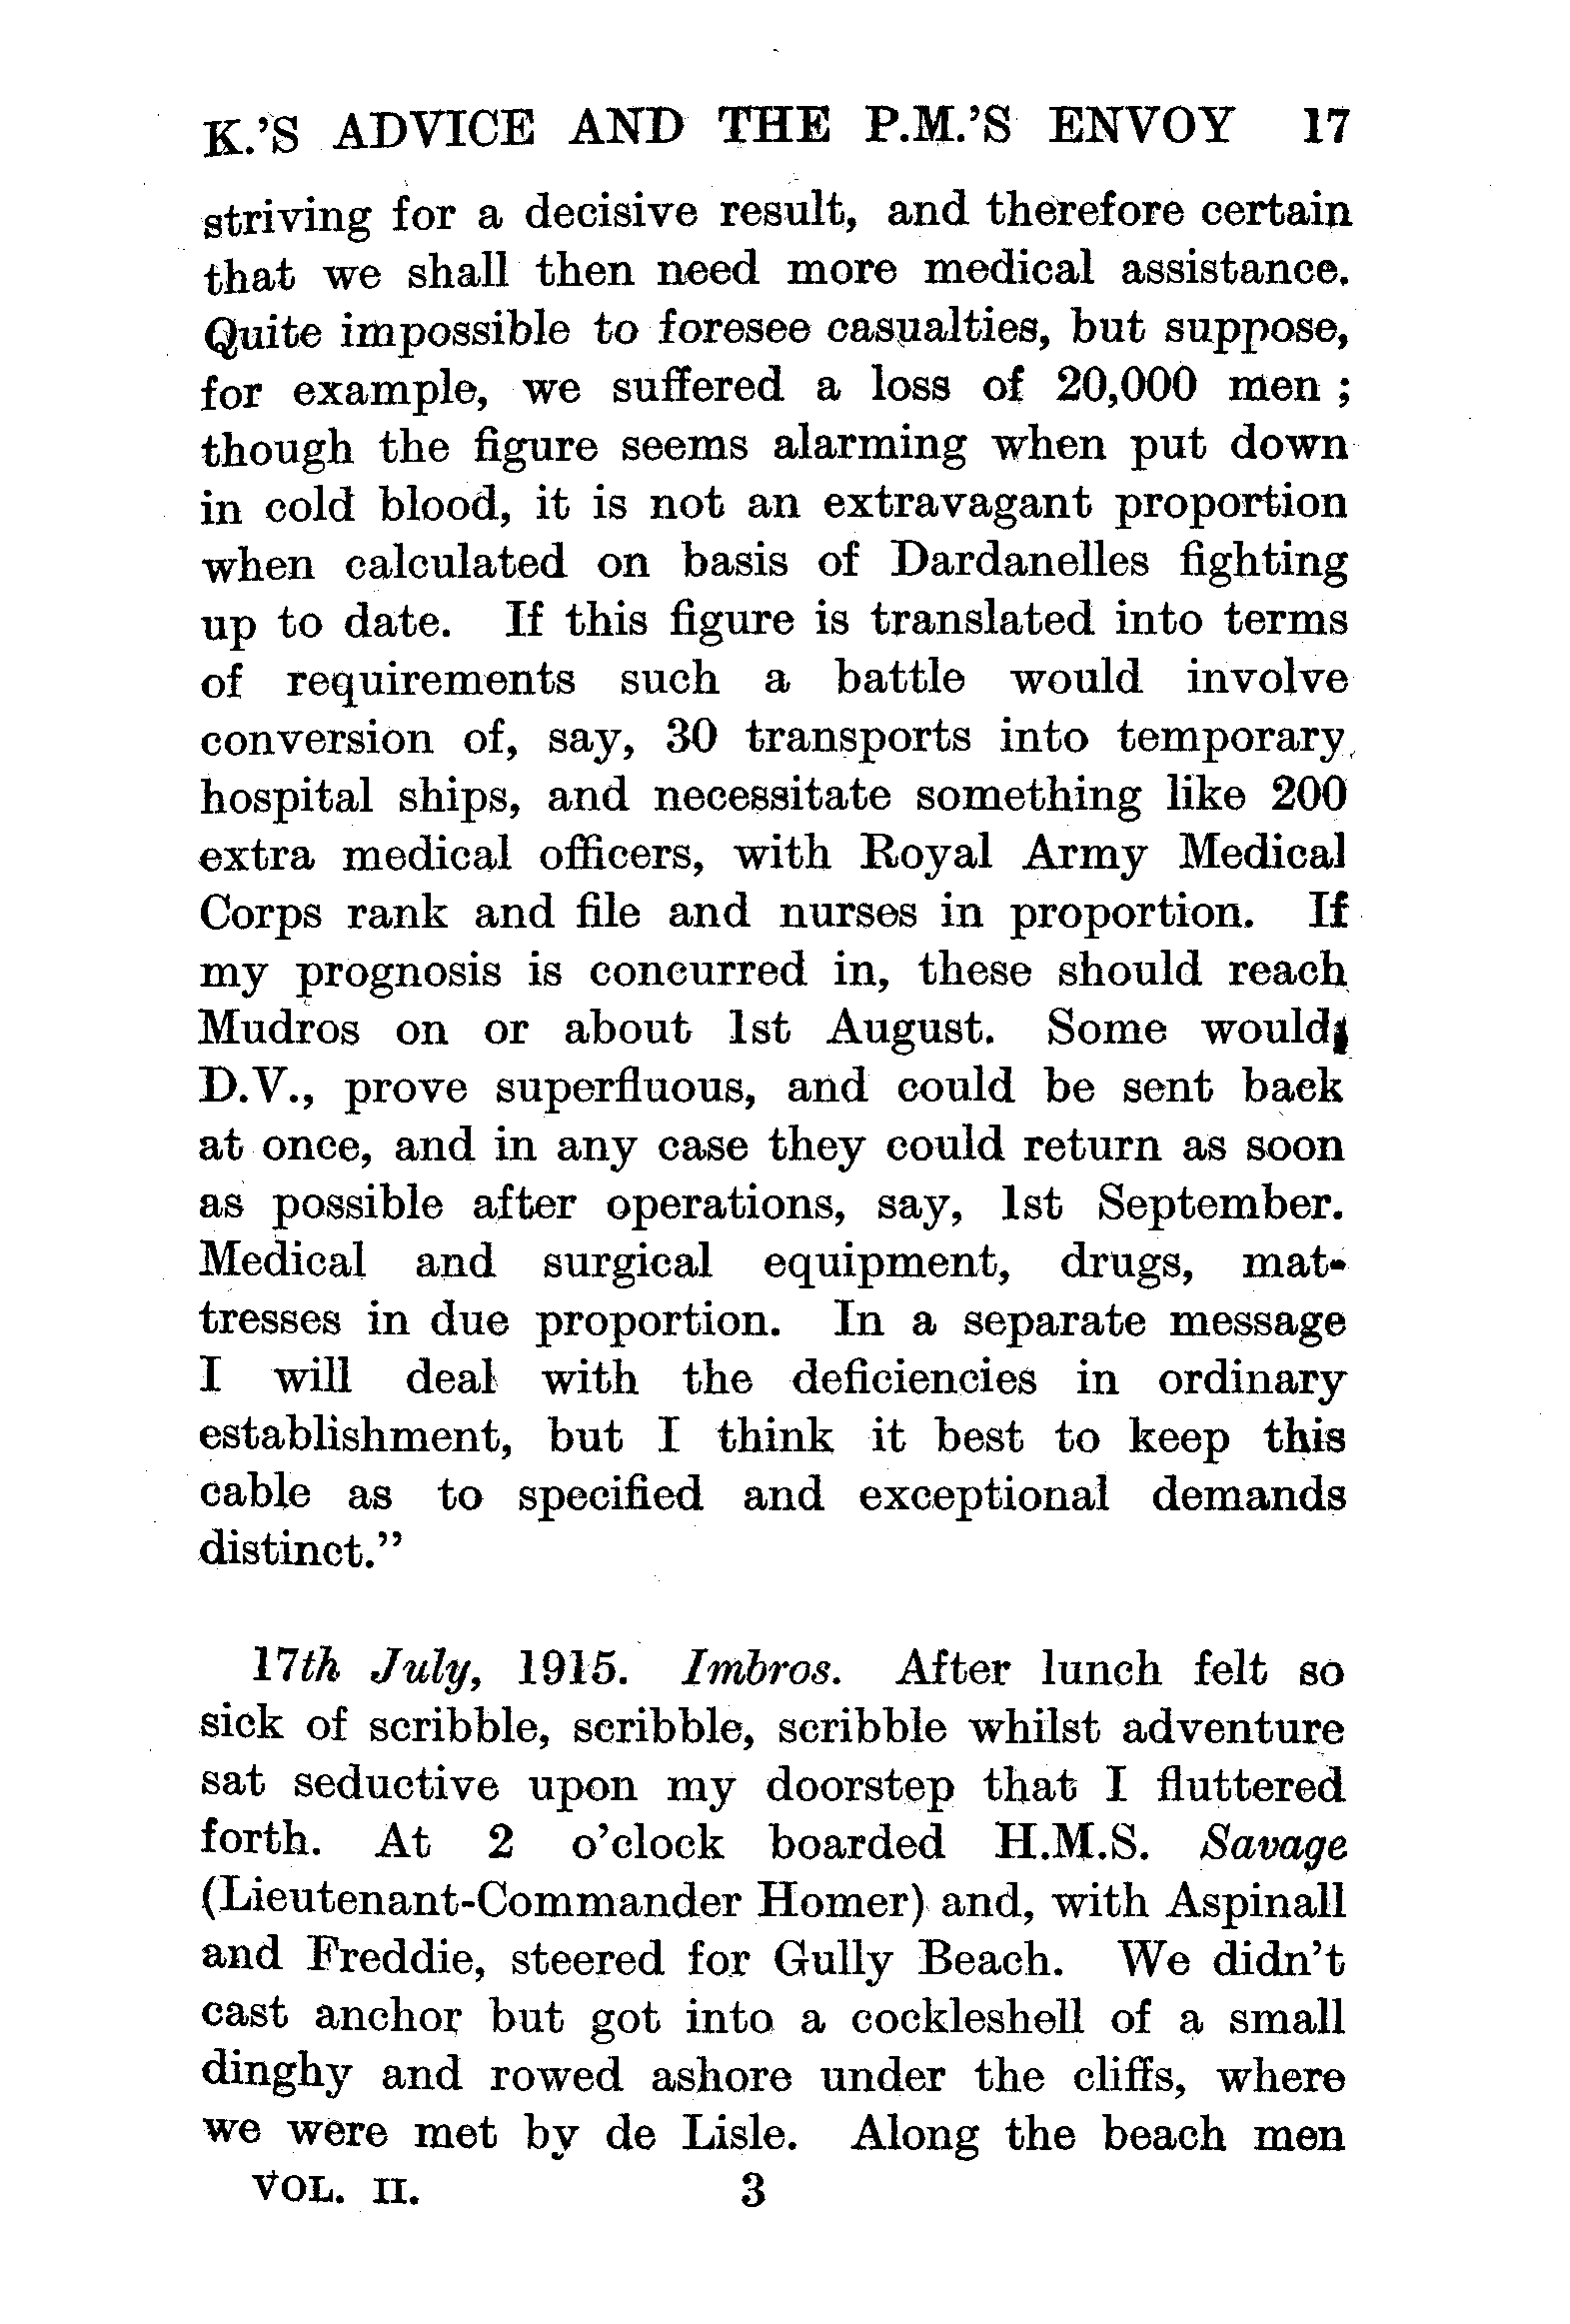 K.'S ADVICE AND THE P.M.'S ENVOY 17
striving for a decisive result, and therefore certain
that we shall then need more medical assistance.
Quite impossible to foresee casualties, but suppose,
for example, we suffered a loss of 20,000 men ;
though the figure seems alarming when put down
in cold blood, it is not an extravagant proportion
when calculated on basis of Dardanelles fighting
up to date. If this figure is translated into terms
of requirements such a battle would involve
conversion of, say, 30 transports into temporary
hospital ships, and necessitate something like 200
extra medical officers, with Royal Army Medical
Corps rank and file and nurses in proportion. If
my prognosis is concurred in, these should reach
Mudros on or about 1st August. Some would,
D.V., prove superfluous, and could be sent back
at once, and in any case they could return as soon
as possible after operations, say, 1st September.
Medical and surgical equipment, drugs, mat-
tresses in due proportion. In a separate message
I will deal with the deficiencies in ordinary
establishment, but I think it best to keep this
cable as to specified and exceptional demands
distinct."
17th July, 1915. Imbros. After lunch felt so
sick of scribble, scribble, scribble whilst adventure
sat seductive upon my doorstep that I fluttered
forth. At 2 o'clock boarded H.M.S. Savage
(Lieutenant-Commander Homer) and, with Aspinall
and Freddie, steered for Gully Beach. We didn't
cast anchor but got into a cockleshell of a small
dinghy and rowed ashore under the cliffs, where
we were met by de Lisle. Along the beach men
VOL. II. 3